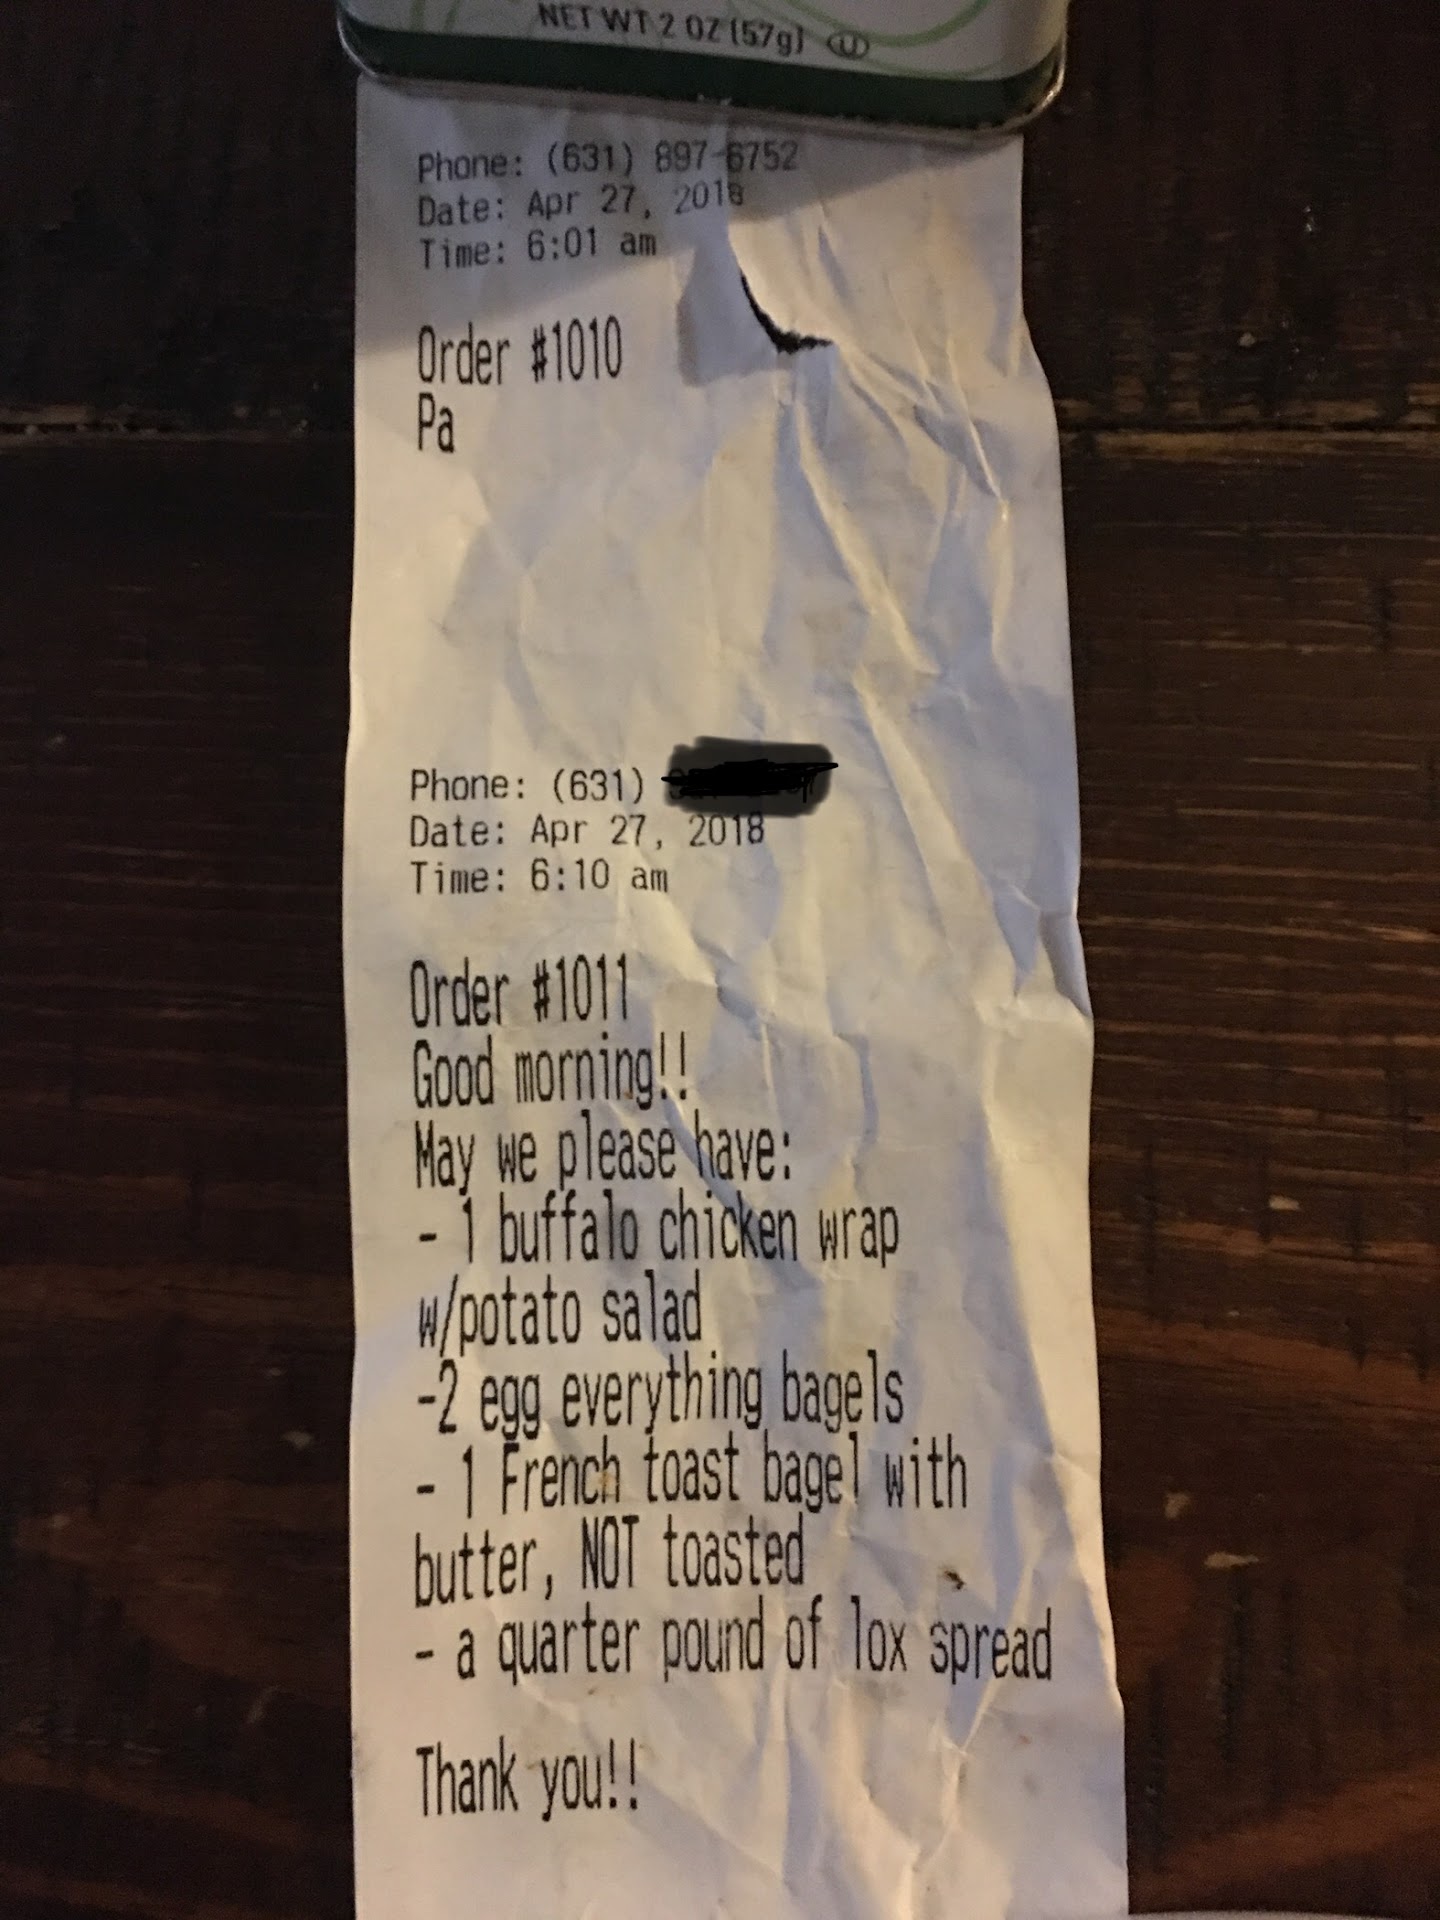 NET WT 2 OZ (57g) U
Phone: (631) 897-6752
Date: Apr 27, 2018
Time: 6:01 am
Order #1010
Pa
Phone: (631)
Date: Apr 27, 2018
Time: 6:10 am
Order #1011
Good morning!!
May we please have:
- 1 buffalo chicken wrap
w/potato salad
-2 egg everything bagels
- 1 French toast bagel with
butter, NOT toasted
- a quarter pound of lox spread
Thank you!!